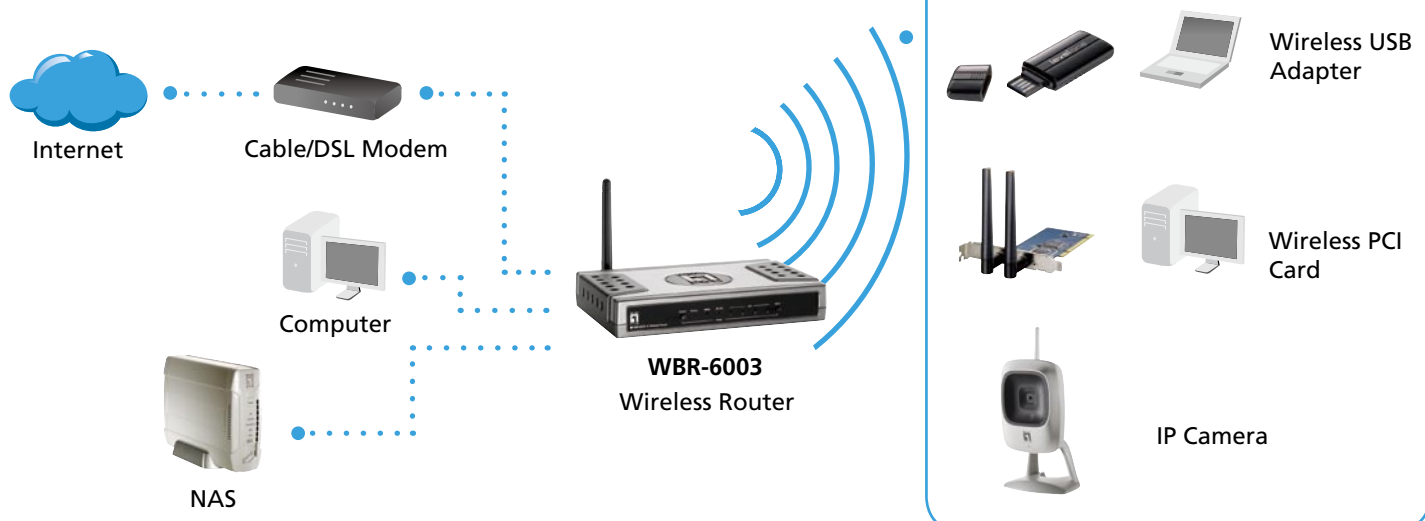 Internet
Cable/DSL Modem
Computer
NAS
WBR-6003
Wireless Router
Wireless USB
Adapter
Wireless PCI
Card
IP Camera